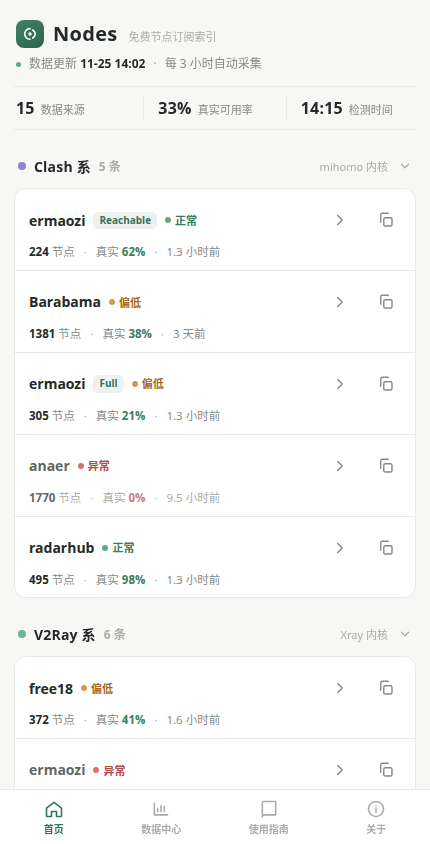 Nodes 免费节点订阅索引
数据更新 11-25 14:02 · 每 3 小时自动采集
15 数据来源 33% 真实可用率 14:15 检测时间
Clash 系 5 条 mihomo 内核
ermaozi Reachable 正常
224 节点 · 真实 62% · 1.3 小时前
Barabama 偏低
1381 节点 · 真实 38% · 3 天前
ermaozi Full 偏低
305 节点 · 真实 21% · 1.3 小时前
anaer 异常
1770 节点 · 真实 0% · 9.5 小时前
radarhub 正常
495 节点 · 真实 98% · 1.3 小时前
V2Ray 系 6 条 Xray 内核
free18 偏低
372 节点 · 真实 41% · 1.6 小时前
ermaozi 异常
首页 数据中心 使用指南 关于